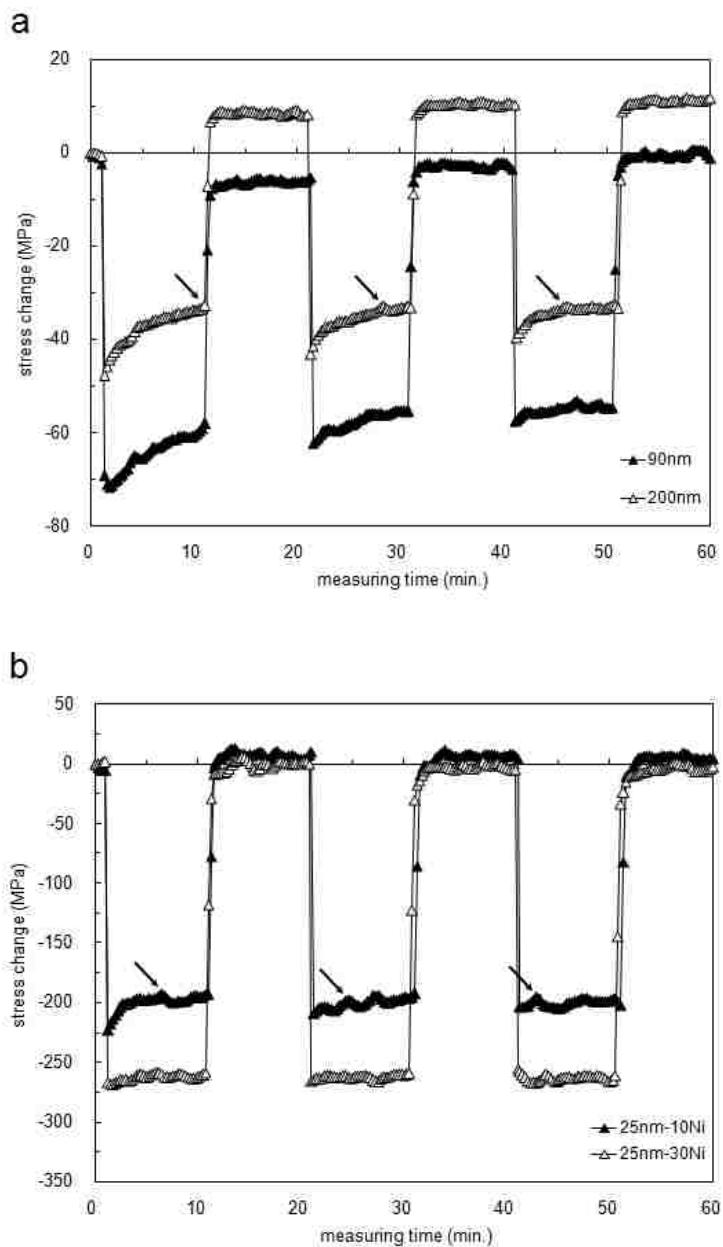 a
20
0
-20
-40
-60
-80
stress change (MPa)
90nm
200nm
0 10 20 30 40 50 60
measuring time (min.)
b
50
0
-50
-100
-150
-200
-250
-300
-350
stress change (MPa)
25nm-10Ni
25nm-30Ni
0 10 20 30 40 50 60
measuring time (min.)